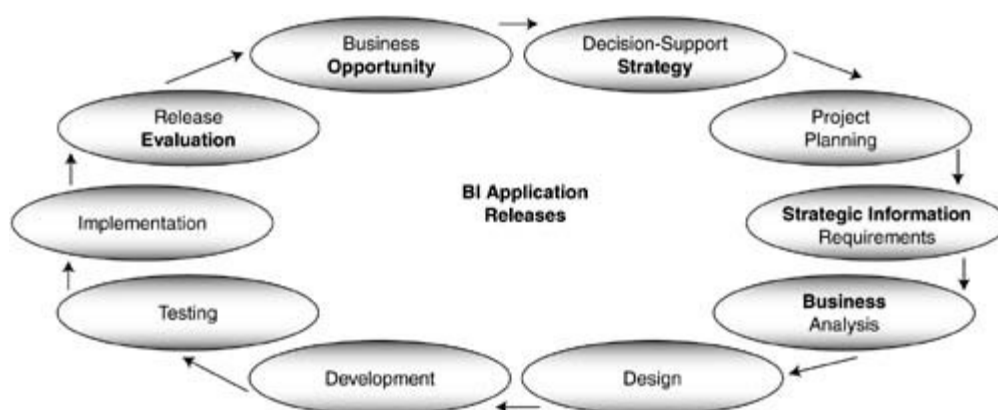 Business
Opportunity
Decision-Support
Strategy
Release
Evaluation
Project
Planning
BI Application
Releases
Implementation
Strategic Information
Requirements
Testing
Business
Analysis
Development
Design